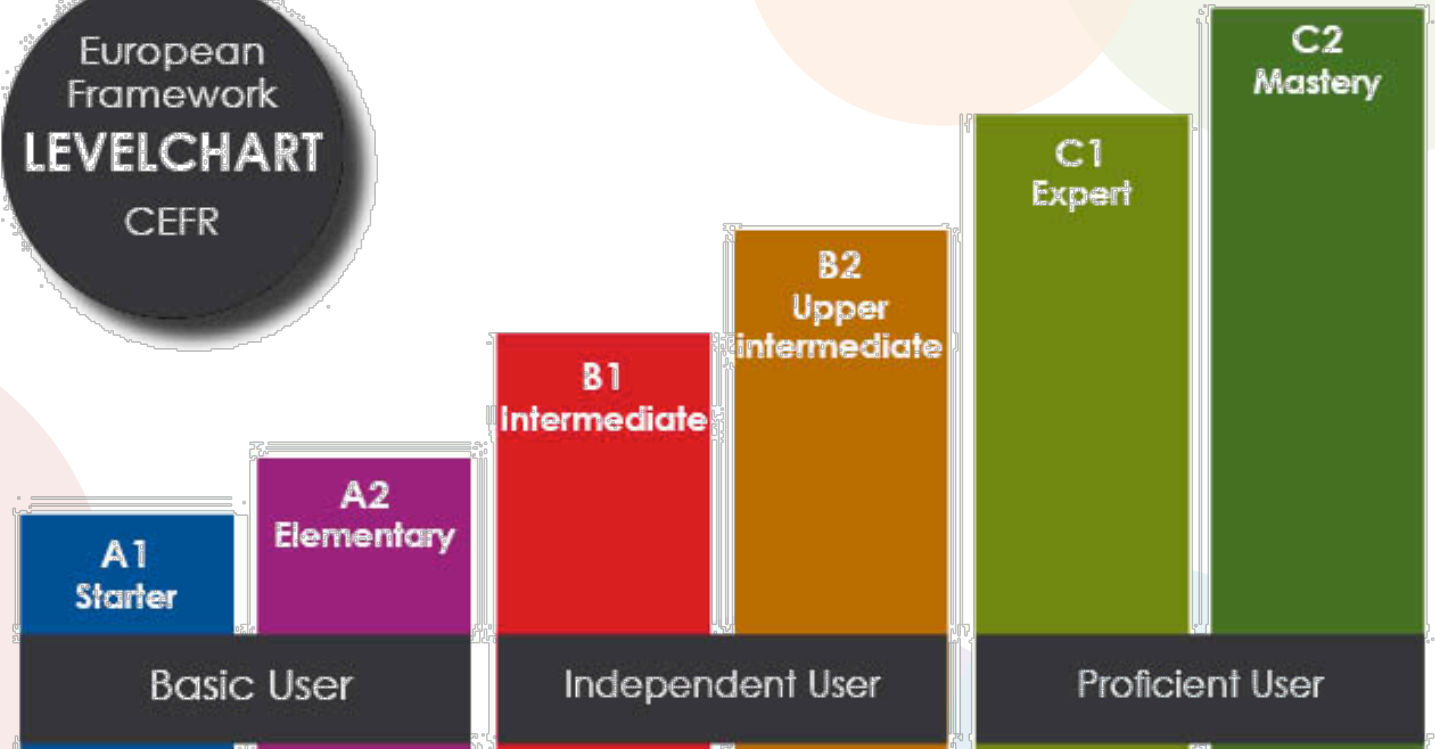 European
Framework
LEVELCHART
CEFR
A1
Starter
A2
Elementary
B1
Intermediate
B2
Upper
intermediate
C1
Expert
C2
Mastery
Basic User
Independent User
Proficient User